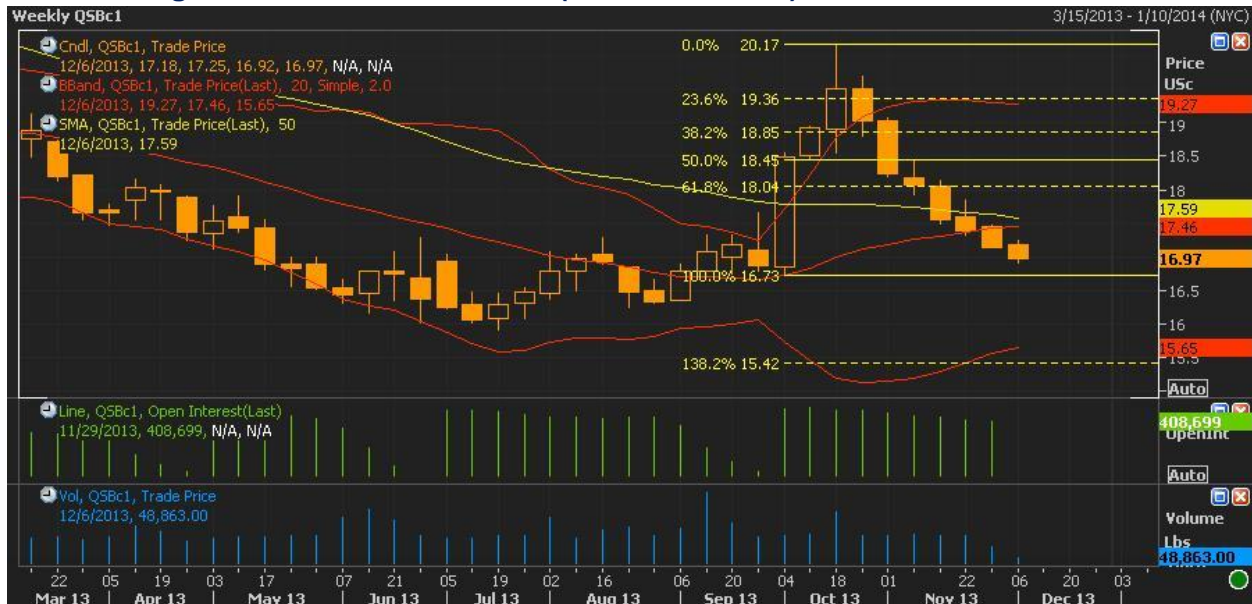 Weekly QSBc1 3/15/2013 - 1/10/2014 (NYC)
Cndl, QSBc1, Trade Price
12/6/2013, 17.18, 17.25, 16.92, 16.97, N/A, N/A
BBand, QSBc1, Trade Price(Last), 20, Simple, 2.0
12/6/2013, 19.27, 17.46, 15.65
SMA, QSBc1, Trade Price(Last), 50
12/6/2013, 17.59
0.0% 20.17
23.6% 19.36
38.2% 18.85
50.0% 18.45
61.8% 18.04
100.0% 16.73
138.2% 15.42
Price
USc
19.27
19
18.5
18
17.59
17.46
16.97
16.5
16
15.65
15.5
Auto
Line, QSBc1, Open Interest(Last)
11/29/2013, 408,699, N/A, N/A
408,699
OpenInt
Auto
Vol, QSBc1, Trade Price
12/6/2013, 48,863.00
Volume
Lbs
48,863.00
22 05 19 03 17 07 21 05 19 02 16 06 20 04 18 01 22 06 20 03
Mar 13 Apr 13 May 13 Jun 13 Jul 13 Aug 13 Sep 13 Oct 13 Nov 13 Dec 13